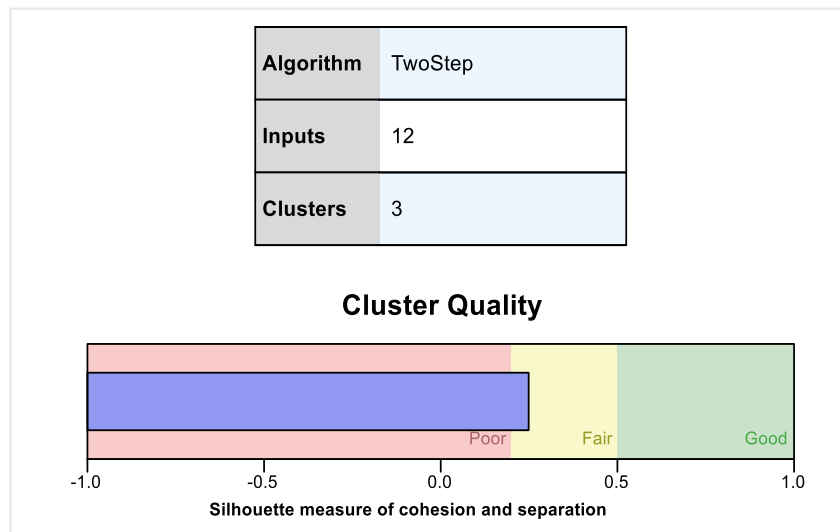 Algorithm TwoStep
Inputs 12
Clusters 3
Cluster Quality
Poor Fair Good
-1.0 -0.5 0.0 0.5 1.0
Silhouette measure of cohesion and separation